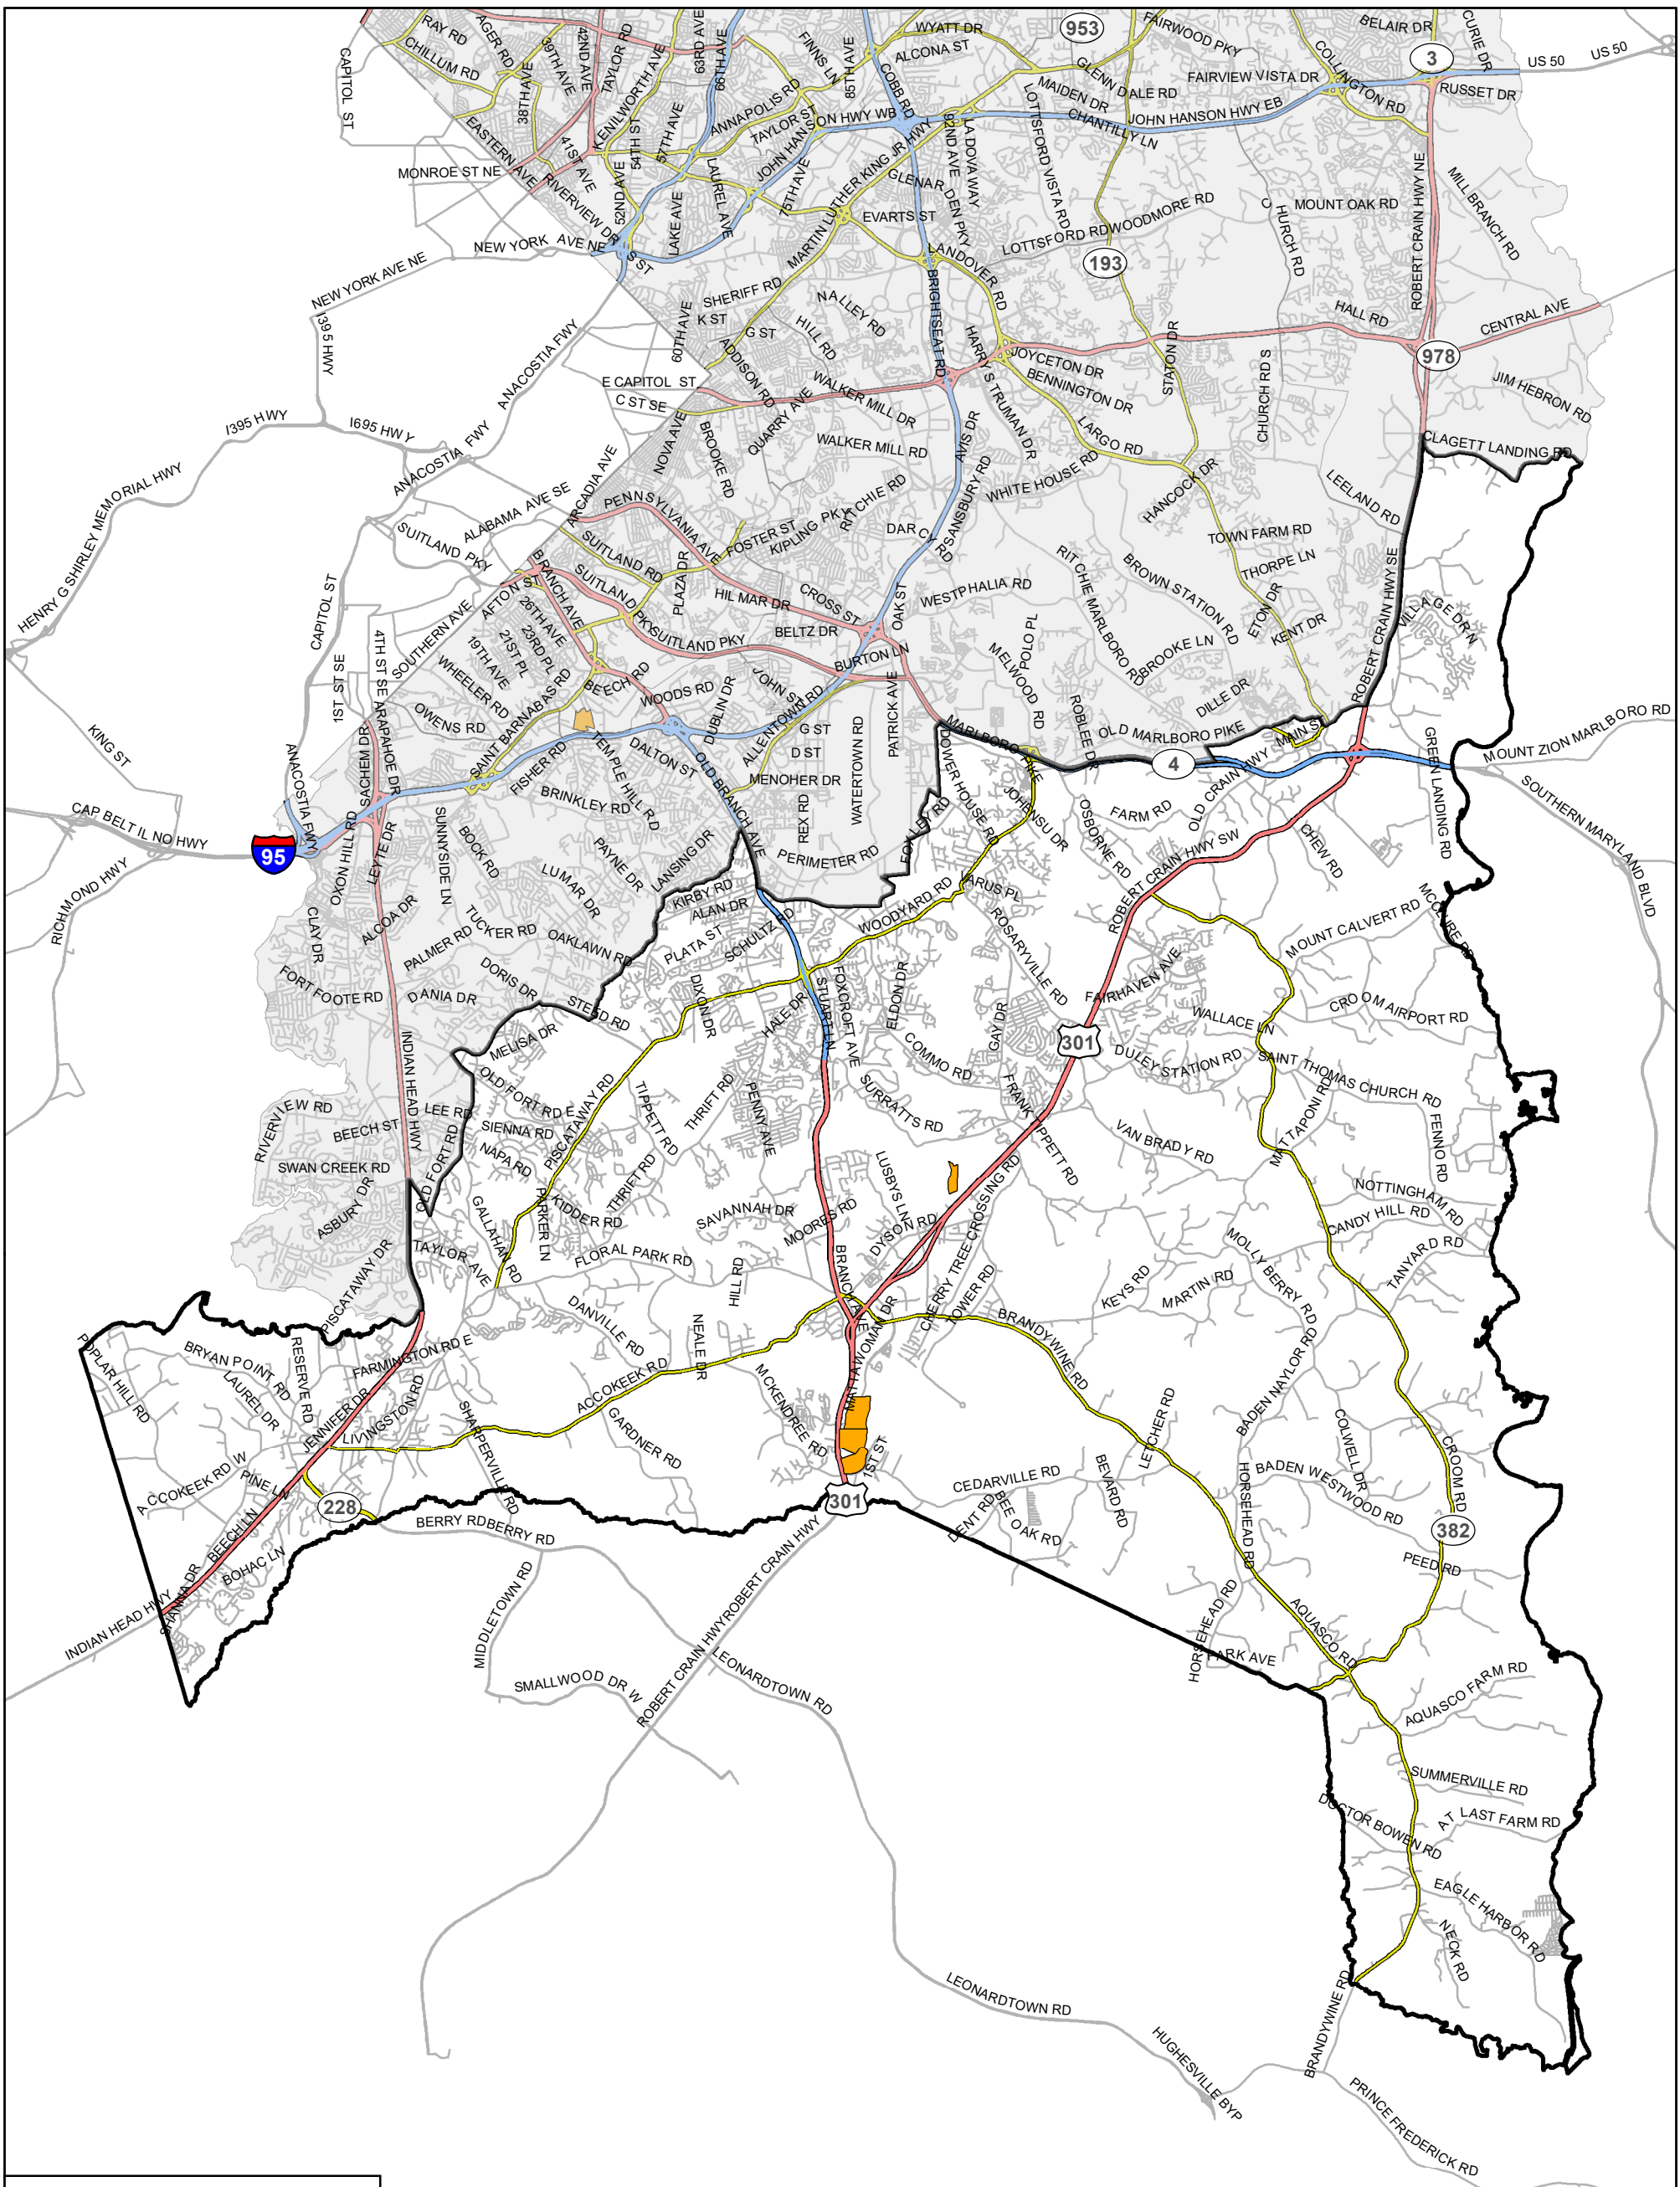 RAY RD
AGER RD
39TH AVE
42ND AVE
TAYLOR RD
KENILWORTH AVE
63RD AVE
66TH AVE
FINNS LN
85TH AVE
WYATT DR
ALCONA ST
953
FAIRWOOD PKY
BELAIR DR
CURIE DR
3
US 50
US 50
CAPITOL ST
CHILLUM RD
38TH AVE
COBB RD
GLENN DALE RD
MAIDEN DR
FAIRVIEW VISTA DR
COLLINGTON RD
RUSSET DR
EASTERN AVE
41ST AVE
54TH ST
57TH AVE
ANNAPOLIS RD
TAYLOR ST
JOHN HANSON HWY WB
92ND AVE
LADOVA WAY
LOTTSFORD VISTA RD
CHANTILLY LN
JOHN HANSON HWY EB
MONROE ST NE
RIVERVIEW DR
52ND AVE
LAKE AVE
LAUREL AVE
75TH AVE
MARTIN LUTHER KING JR HWY
GLENARDEN PKY
EVARTS ST
LOTTSFORD RD
WOODMORE RD
CHURCH RD
MOUNT OAK RD
ROBERT CRAIN HWY NE
MILL BRANCH RD
NEW YORK AVE NE
S ST
NEW YORK AVE NE
LANDOVER RD
193
I395 HWY
SHERIFF RD
K ST
G ST
60TH AVE
NALLEY RD
HILL RD
BRIGHTSEAT RD
HALL RD
CENTRAL AVE
ANACOSTIA FWY
ADDISON RD
HARRY S TRUMAN DR
JOYCETON DR
BENNINGTON DR
STATON DR
CHURCH RD S
978
JIM HEBRON RD
E CAPITOL ST
C ST SE
WALKER MILL DR
QUARRY AVE
I395 HWY
I695 HWY
ANACOSTIA FWY
NOVA AVE
BROOKE RD
WALKER MILL RD
AVIS DR
LARGO RD
WHITE HOUSE RD
HANCOCK DR
CLAGETT LANDING RD
LEELAND RD
HENRY G SHIRLEY MEMORIAL HWY
ARCADIA AVE
ALABAMA AVE SE
PENNSYLVANIA AVE
FOSTER ST
KIPLING PKY
RITCHIE RD
DARCY RD
SANSBURY RD
TOWN FARM RD
THORPE LN
SUITLAND PKY
BRANCH AVE
SUITLAND RD
PLAZA DR
HIL MAR DR
CROSS ST
OAK ST
WESTPHALIA RD
RITCHIE MARLBORO RD
BROWN STATION RD
ETON DR
KENT DR
ROBERT CRAIN HWY SE
VILLAGE DR N
CAPITOL ST
SOUTHERN AVE
AFTON ST
26TH AVE
23RD PL
21ST PL
19TH AVE
SUITLAND PKY
SUITLAND PKY
BELTZ DR
BURTON LN
POLO PL
MELWOOD RD
BROOKE LN
DILLE DR
1ST ST SE
4TH ST SE
ARAPAHOE DR
WHEELER RD
OWENS RD
SAINT BARNABAS RD
BEECH RD
WOODS RD
DUBLIN DR
JOHN ST
ALLENTOWN RD
G ST
D ST
MENOHER DR
WATERTOWN RD
PATRICK AVE
MARLBORO PIKE
ROBLEE DR
OLD MARLBORO PIKE
MAIN ST
4
KING ST
ANACOSTIA FWY
SACHEM DR
FISHER RD
TEMPLE HILL RD
DALTON ST
OLD BRANCH AVE
BRINKLEY RD
REX RD
FOXLEY RD
DOWER HOUSE RD
JOHENSU DR
OSBORNE RD
FARM RD
OLD CRAIN HWY
GREEN LANDING RD
MOUNT ZION MARLBORO RD
SOUTHERN MARYLAND BLVD
CAP BELT IL NO HWY
95
RICHMOND HWY
OXON HILL RD
LEYTE DR
SUNNYSIDE LN
BOCK RD
LUMAR DR
PAYNE DR
LANSING DR
PERIMETER RD
ROBERT CRAIN HWY SW
CHEW RD
CLAY DR
ALCOA DR
TUCKER RD
PALMER RD
OAKLAWN RD
KIRBY RD
ALAN DR
PLATA ST
SCHULTZ RD
WOODYARD RD
VARUS PL
ROSARYVILLE RD
MOUNT CALVERT RD
MCCLURE RD
FORT FOOTE RD
DANIA DR
DORIS DR
STEED RD
DIXON DR
HALE DR
STUART LN
FOXCROFT AVE
ELDON DR
GAY DR
FAIRHAVEN AVE
CROOM AIRPORT RD
INDIAN HEAD HWY
MELISA DR
COMMO RD
301
WALLACE LN
DULEY STATION RD
SAINT THOMAS CHURCH RD
RIVERVIEW RD
BEECH ST
LEE RD
OLD FORT RD E
SIENNA RD
NAPA RD
PISCATAWAY RD
TIPPETT RD
THRIFT RD
PENNY AVE
SURRATTS RD
FRANK TIPPETT RD
VAN BRADY RD
MATTAPONI RD
FENNO RD
SWAN CREEK RD
ASBURY DR
OLD FORT RD
GALLAHAN RD
PARKER LN
KIDDER RD
THRIFT RD
SAVANNAH DR
MOORES RD
LUSBYS LN
DYSON RD
CHERRY TREE CROSSING RD
NOTTINGHAM RD
CANDY HILL RD
TANYARD RD
PISCATAWAY DR
TAYLOR AVE
FLORAL PARK RD
HILL RD
BRANCH AVE
TOWER RD
KEYS RD
MARTIN RD
MOLLY BERRY RD
POPLAR HILL RD
BRYAN POINT RD
LAUREL DR
RESERVE RD
FARMINGTON RD E
DANVILLE RD
NEALE DR
MATTAWOMAN DR
BRANDYWINE RD
BADEN NAYLOR RD
JENNIFER DR
LIVINGSTON RD
ACCOKEEK RD
GARDNER RD
MCKENDREE RD
1ST ST
LETCHER RD
COLWELL DR
CROOM RD
ACCOKEEK RD W
PINE LN
SHARPERVILLE RD
CEDARVILLE RD
BEVARD RD
HORSEHEAD RD
BADEN WESTWOOD RD
228
301
382
BEECH LN
BOHAC LN
BERRY RD
BERRY RD
DENT RD
BEE OAK RD
PEED RD
INDIAN HEAD HWY
SHANNA DR
MIDDLETOWN RD
ROBERT CRAIN HWY
ROBERT CRAIN HWY
HORSEHEAD RD
PARK AVE
AQUASCO RD
AQUASCO FARM RD
SMALLWOOD DR W
LEONARDTOWN RD
SUMMERVILLE RD
DOCTOR BOWEN RD
AT LAST FARM RD
EAGLE HARBOR RD
NECK RD
LEONARDTOWN RD
BRANDYWINE RD
HUGHESVILLE BYP
PRINCE FREDERICK RD